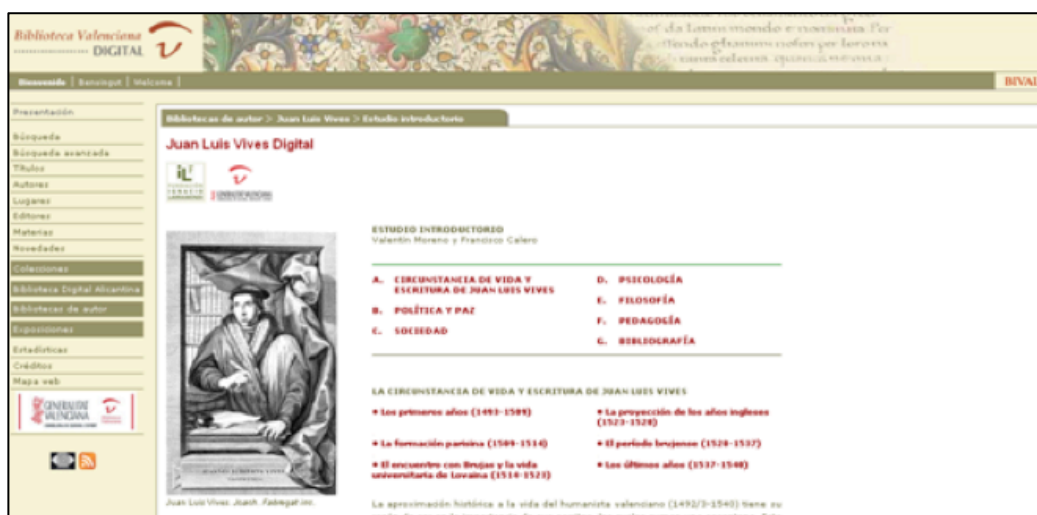 Biblioteca Valenciana
DIGITAL
Bienvenido | Benvingut | Welcome |
BIVAL
Presentación
Búsqueda
Búsqueda avanzada
Títulos
Autores
Lugares
Editores
Materias
Novedades
Colecciones
Biblioteca Digital Alicantina
Bibliotecas de autor
Exposiciones
Estadísticas
Créditos
Mapa web
GENERALITAT
VALENCIANA
Bibliotecas de autor > Juan Luis Vives > Estudio introductorio
Juan Luis Vives Digital
GENERALITAT VALENCIANA
Juan Luis Vives. Joach. Fabregat inc.
ESTUDIO INTRODUCTORIO
Valentín Moreno y Francisco Calero
A. CIRCUNSTANCIA DE VIDA Y
ESCRITURA DE JUAN LUIS VIVES
B. POLÍTICA Y PAZ
C. SOCIEDAD
D. PSICOLOGÍA
E. FILOSOFÍA
F. PEDAGOGÍA
G. BIBLIOGRAFÍA
LA CIRCUNSTANCIA DE VIDA Y ESCRITURA DE JUAN LUIS VIVES
• Los primeros años (1493-1509)
• La formación parisina (1509-1514)
• El encuentro con Brujas y la vida
universitaria de Lovaina (1514-1523)
• La proyección de los años ingleses
(1523-1528)
• El período brujense (1528-1537)
• Los últimos años (1537-1540)
La aproximación histórica a la vida del humanista valenciano (1492/3-1540) tiene su